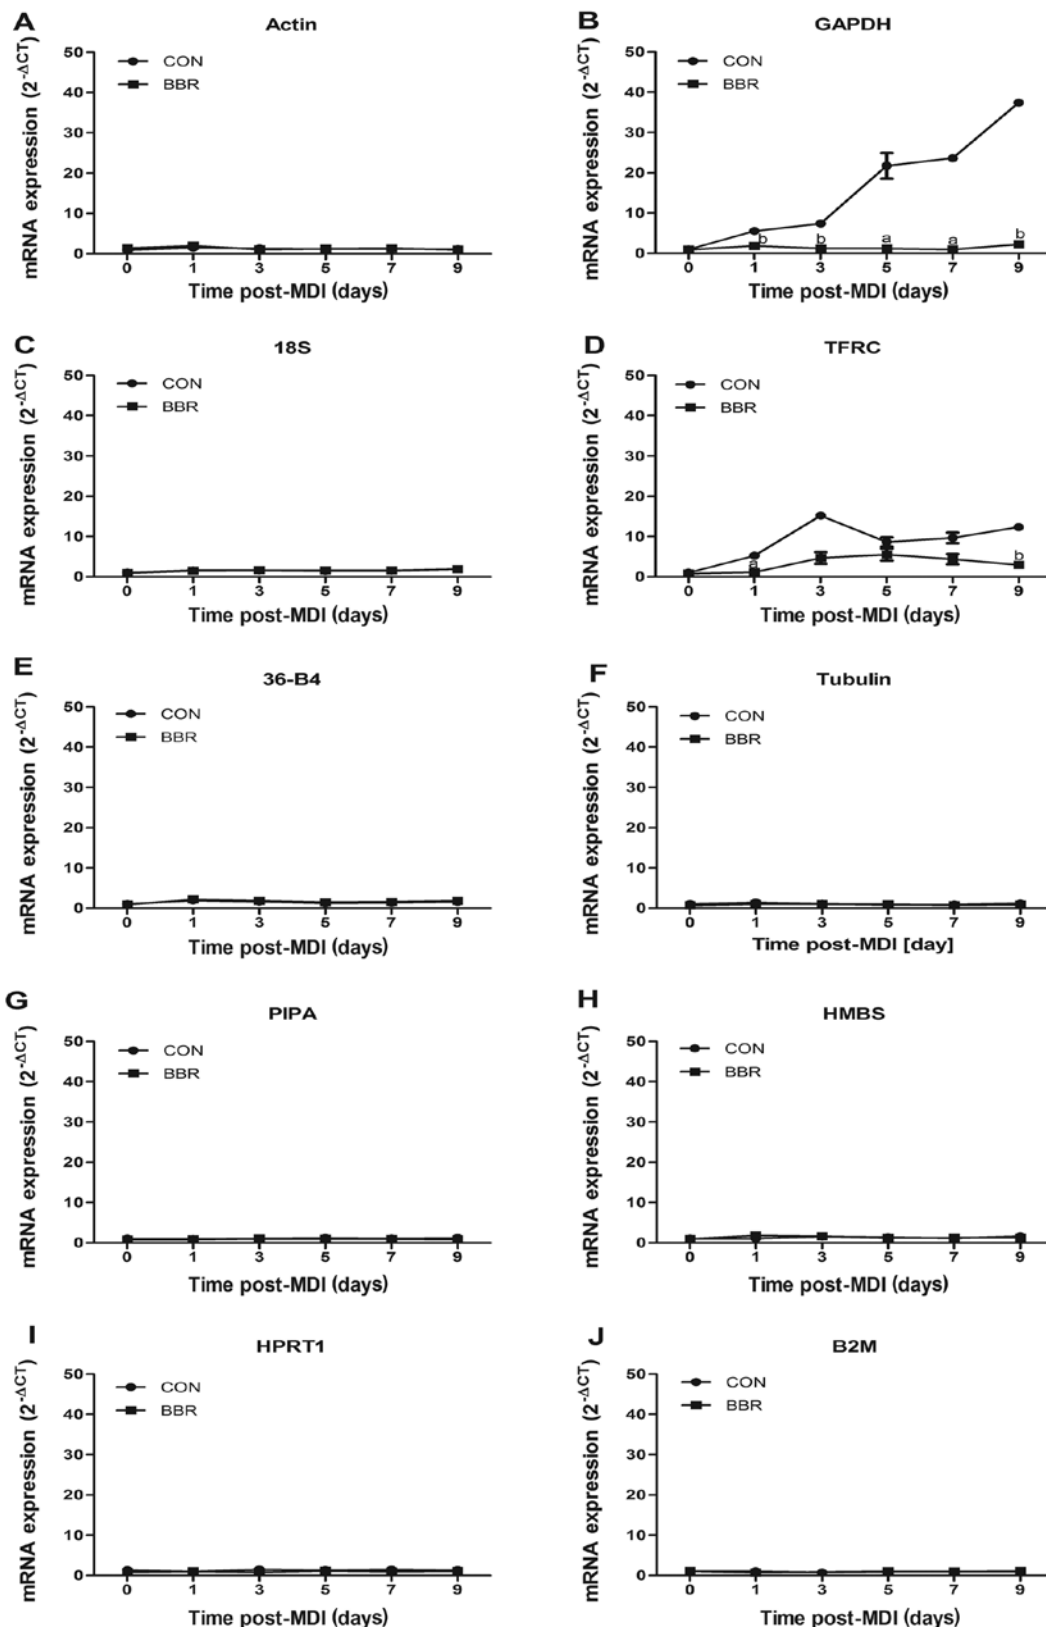 A
Actin
mRNA expression (2-ΔCT)
50
40
30
20
10
0
CON
BBR
0 1 3 5 7 9
Time post-MDI (days)
B
GAPDH
mRNA expression (2-ΔCT)
50
40
30
20
10
0
CON
BBR
b b a a b
0 1 3 5 7 9
Time post-MDI (days)
C
18S
mRNA expression (2-ΔCT)
50
40
30
20
10
0
CON
BBR
0 1 3 5 7 9
Time post-MDI (days)
D
TFRC
mRNA expression (2-ΔCT)
50
40
30
20
10
0
CON
BBR
a b
0 1 3 5 7 9
Time post-MDI (days)
E
36-B4
mRNA expression (2-ΔCT)
50
40
30
20
10
0
CON
BBR
0 1 3 5 7 9
Time post-MDI (days)
F
Tubulin
mRNA expression (2-ΔCT)
50
40
30
20
10
0
CON
BBR
0 1 3 5 7 9
Time post-MDI [day]
G
PIPA
mRNA expression (2-ΔCT)
50
40
30
20
10
0
CON
BBR
0 1 3 5 7 9
Time post-MDI (days)
H
HMBS
mRNA expression (2-ΔCT)
50
40
30
20
10
0
CON
BBR
0 1 3 5 7 9
Time post-MDI (days)
I
HPRT1
mRNA expression (2-ΔCT)
50
40
30
20
10
0
CON
BBR
0 1 3 5 7 9
Time post-MDI (days)
J
B2M
mRNA expression (2-ΔCT)
50
40
30
20
10
0
CON
BBR
0 1 3 5 7 9
Time post-MDI (days)